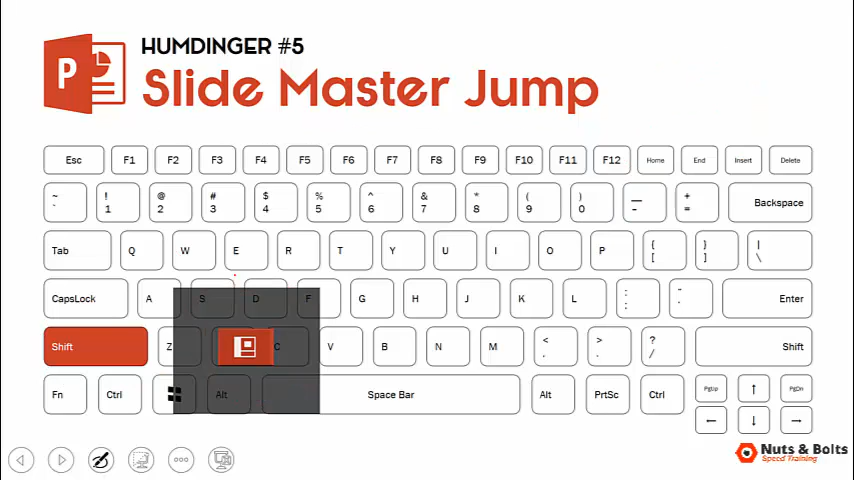 HUMDINGER #5
P
Slide Master Jump
Esc F1 F2 F3 F4 F5 F6 F7 F8 F9 F10 F11 F12 Home End Insert Delete
~ ! @ # $ % ^ & * ( ) _ +
` 1 2 3 4 5 6 7 8 9 0 - = Backspace
Tab Q W E R T Y U I O P { } |
[ ] \
CapsLock A S D F G H J K L : " Enter
; '
Shift Z C V B N M < > ? Shift
, . /
Fn Ctrl Alt Space Bar Alt PrtSc Ctrl PgUp ↑ PgDn
← ↓ →
Nuts & Bolts
Speed Training